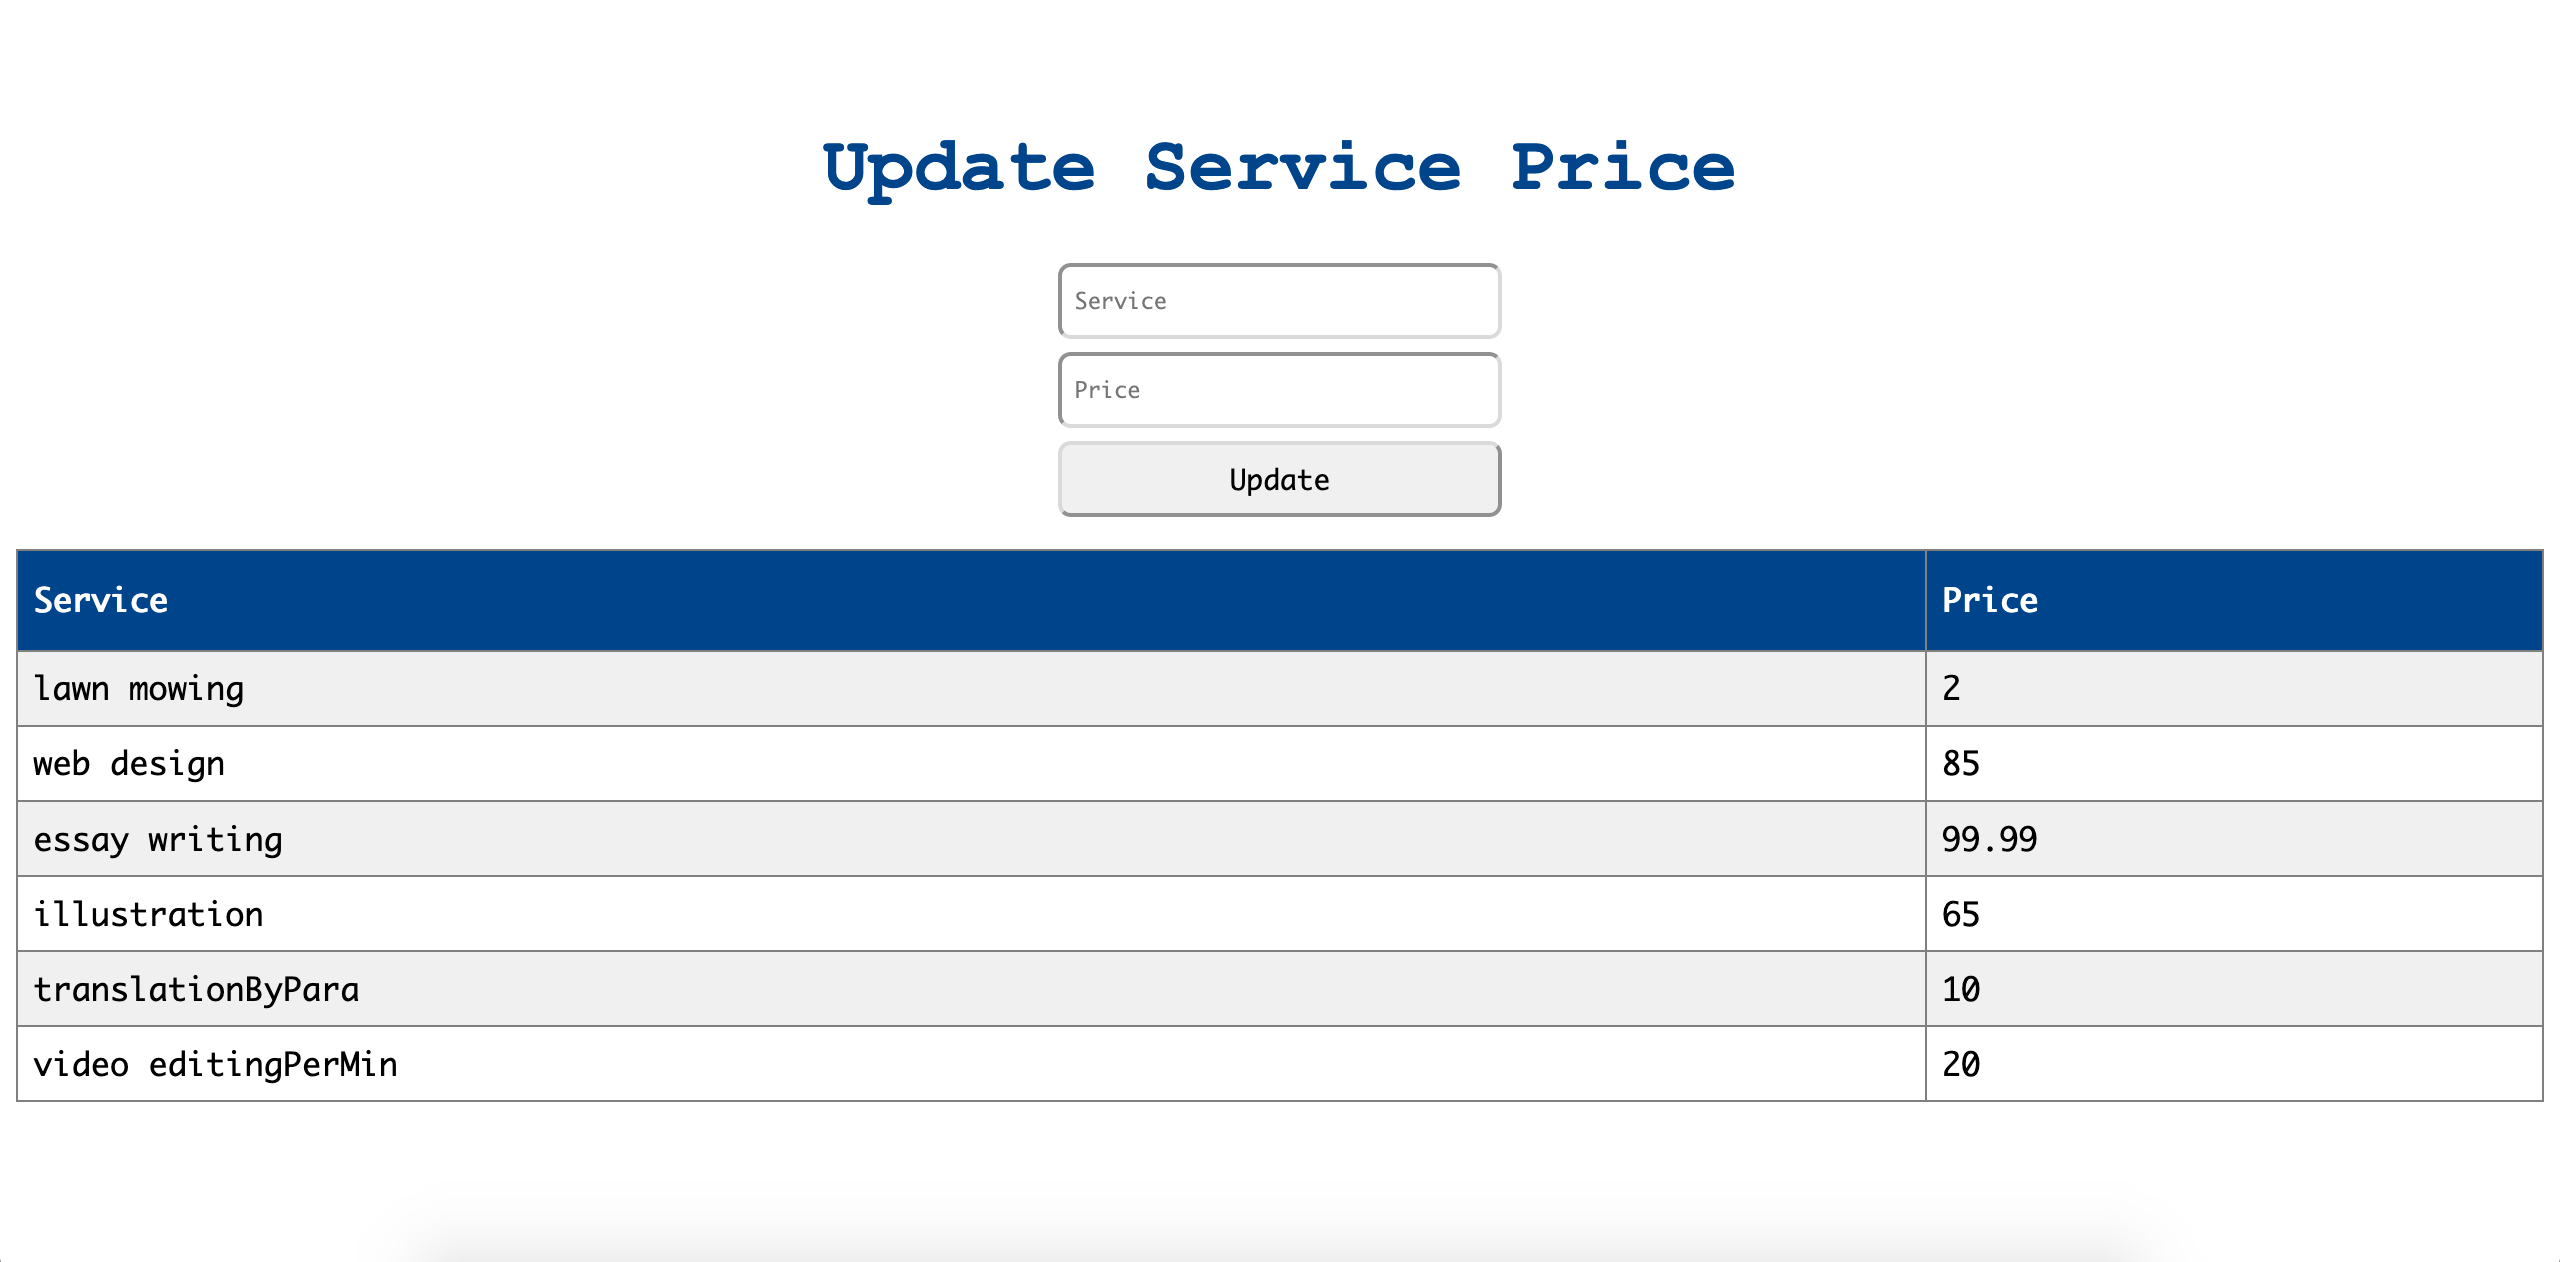 Update Service Price
Service
Price
Update
Service Price
lawn mowing 2
web design 85
essay writing 99.99
illustration 65
translationByPara 10
video editingPerMin 20